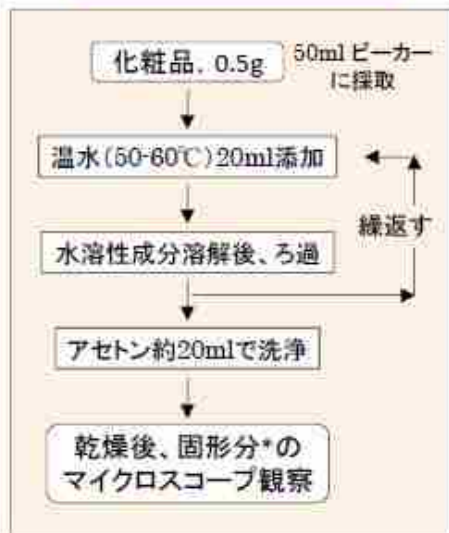 化粧品, 0.5g
50ml ビーカー
に採取
温水(50-60℃)20ml添加
繰返す
水溶性成分溶解後、ろ過
アセトン約20mlで洗浄
乾燥後、固形分*の
マイクロスコープ観察